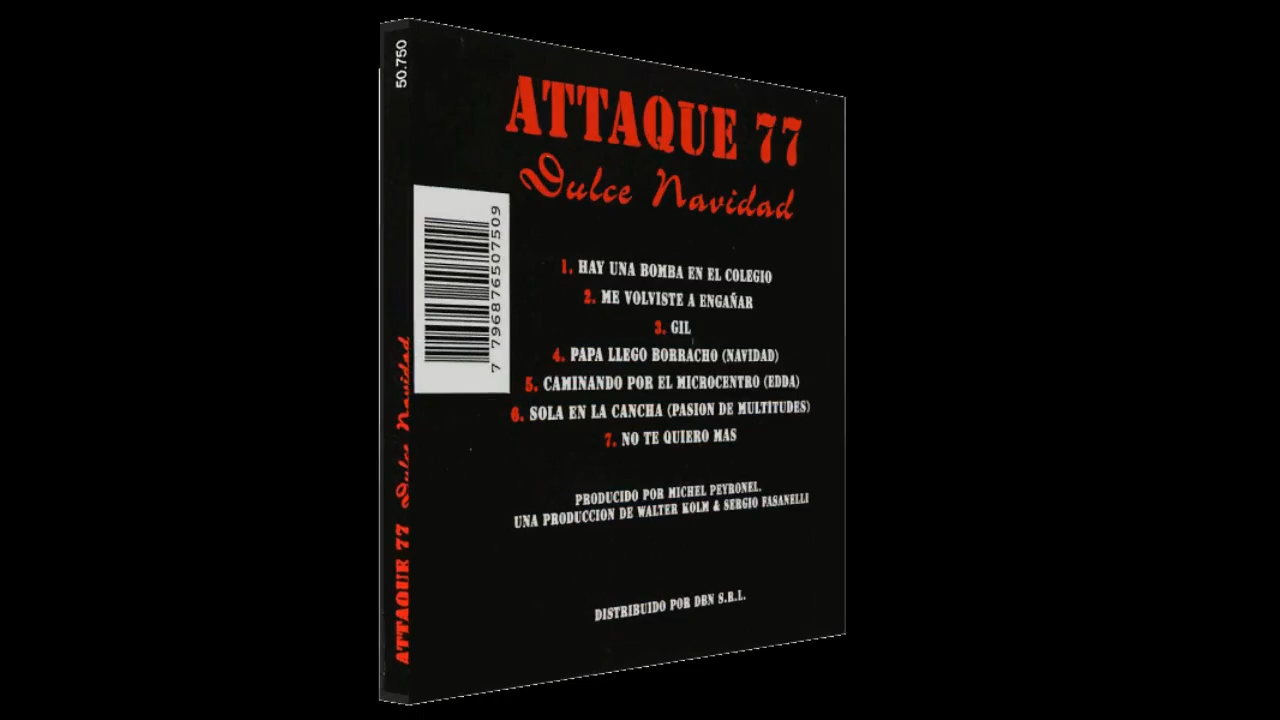 50.750
ATTAQUE 77
Dulce Navidad
7 796876507509
1. HAY UNA BOMBA EN EL COLEGIO
2. ME VOLVISTE A ENGAÑAR
3. GIL
4. PAPA LLEGO BORRACHO (NAVIDAD)
5. CAMINANDO POR EL MICROCENTRO (EDDA)
6. SOLA EN LA CANCHA (PASION DE MULTITUDES)
7. NO TE QUIERO MAS
PRODUCIDO POR MICHEL PEYRONEL.
UNA PRODUCCION DE WALTER KOLM & SERGIO FASANELLI
DISTRIBUIDO POR DBN S.R.L.
ATTAQUE 77 Dulce Navidad